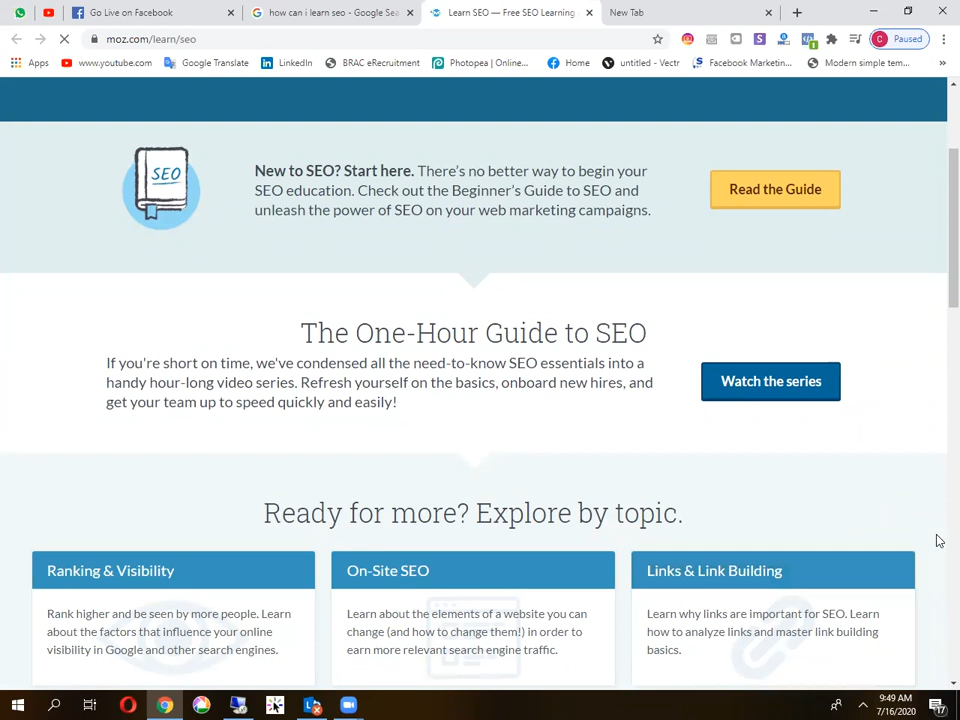 Go Live on Facebook
how can i learn seo - Google Sea
Learn SEO — Free SEO Learning
New Tab
moz.com/learn/seo
C
Paused
Apps
www.youtube.com
Google Translate
LinkedIn
BRAC eRecruitment
Photopea | Online...
Home
untitled - Vectr
Facebook Marketin...
Modern simple tem...
SEO
New to SEO? Start here. There's no better way to begin your
SEO education. Check out the Beginner's Guide to SEO and
unleash the power of SEO on your web marketing campaigns.
Read the Guide
The One-Hour Guide to SEO
If you're short on time, we've condensed all the need-to-know SEO essentials into a
handy hour-long video series. Refresh yourself on the basics, onboard new hires, and
get your team up to speed quickly and easily!
Watch the series
Ready for more? Explore by topic.
Ranking & Visibility
Rank higher and be seen by more people. Learn
about the factors that influence your online
visibility in Google and other search engines.
On-Site SEO
Learn about the elements of a website you can
change (and how to change them!) in order to
earn more relevant search engine traffic.
Links & Link Building
Learn why links are important for SEO. Learn
how to analyze links and master link building
basics.
9:49 AM
7/16/2020
17